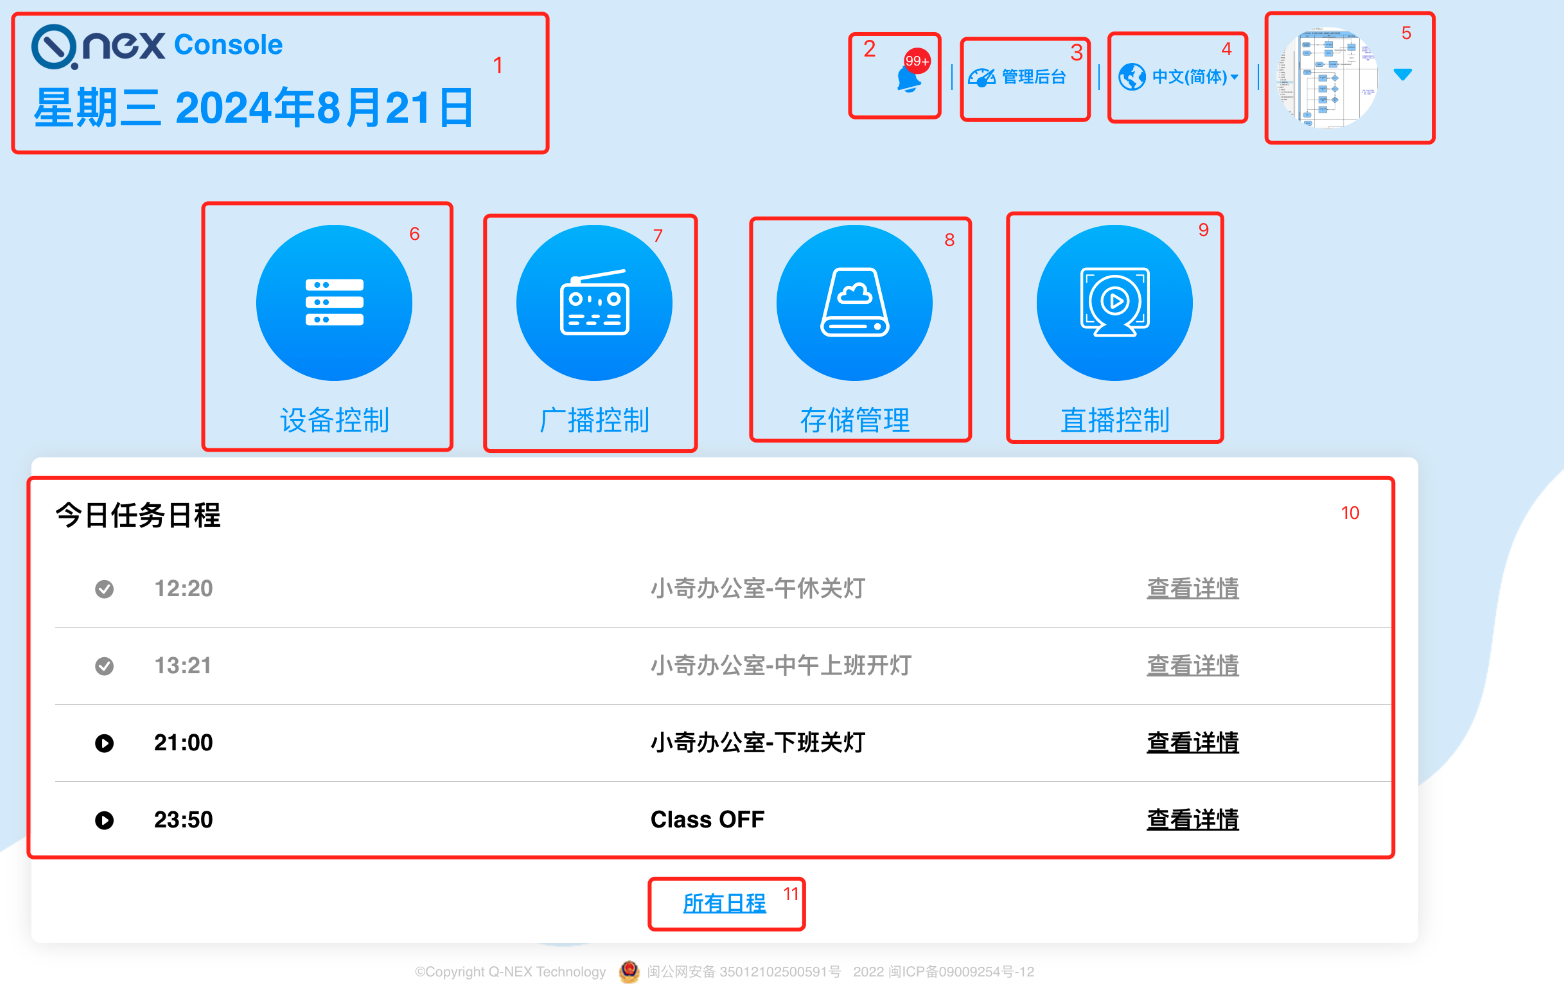 Qnex Console
1
星期三 2024年8月21日
2
99+
3
管理后台
4
中文(简体)
5
6
设备控制
7
广播控制
8
存储管理
9
直播控制
今日任务日程
10
12:20 小奇办公室-午休关灯 查看详情
13:21 小奇办公室-中午上班开灯 查看详情
21:00 小奇办公室-下班关灯 查看详情
23:50 Class OFF 查看详情
所有日程
11
©Copyright Q-NEX Technology 闽公网安备 35012102500591号 2022 闽ICP备09009254号-12